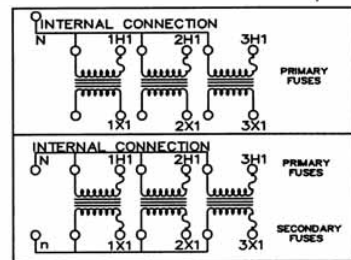 INTERNAL CONNECTION
N 1H1 2H1 3H1
PRIMARY
FUSES
1X1 2X1 3X1
INTERNAL CONNECTION
N 1H1 2H1 3H1
PRIMARY
FUSES
SECONDARY
FUSES
n 1X1 2X1 3X1